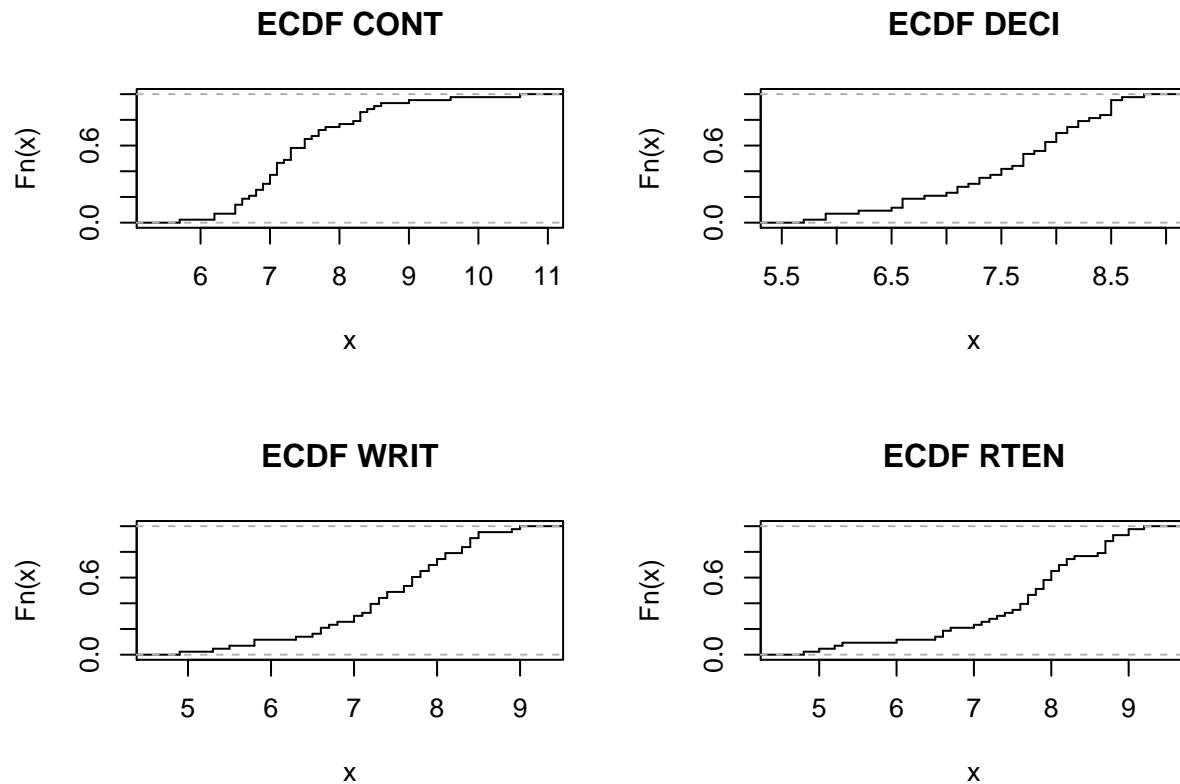 ECDF CONT
Fn(x)
0.0 0.6
6 7 8 9 10 11
x
ECDF DECI
Fn(x)
0.0 0.6
5.5 6.5 7.5 8.5
x
ECDF WRIT
Fn(x)
0.0 0.6
5 6 7 8 9
x
ECDF RTEN
Fn(x)
0.0 0.6
5 6 7 8 9
x